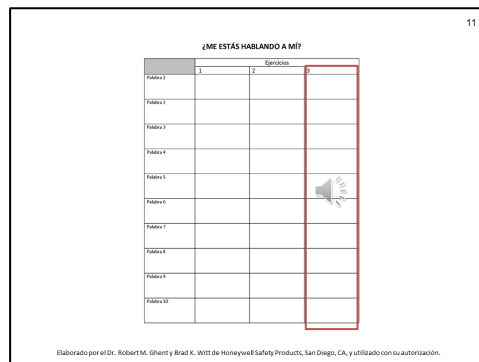 11
¿ME ESTÁS HABLANDO A MÍ?
Ejercicios
1 2 3
Palabra 1
Palabra 2
Palabra 3
Palabra 4
Palabra 5
Palabra 6
Palabra 7
Palabra 8
Palabra 9
Palabra 10
Elaborado por el Dr. Robert M. Ghent y Brad K. Witt de Honeywell Safety Products, San Diego, CA, y utilizado con su autorización.